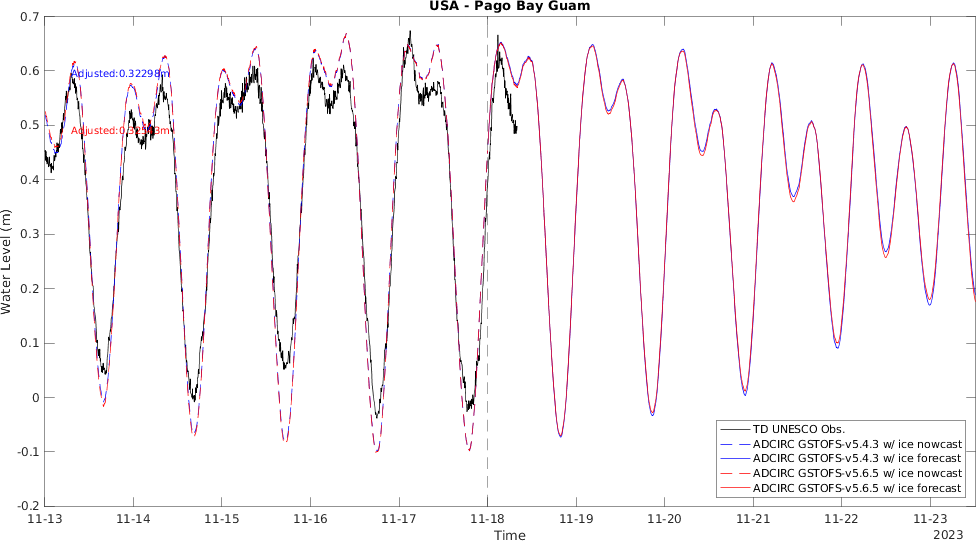 USA - Pago Bay Guam
0.7
0.6
0.5
0.4
0.3
0.2
0.1
0
-0.1
-0.2
Water Level (m)
Adjusted:0.32298m
TD UNESCO Obs.
ADCIRC GSTOFS-v5.4.3 w/ ice nowcast
ADCIRC GSTOFS-v5.4.3 w/ ice forecast
ADCIRC GSTOFS-v5.6.5 w/ ice nowcast
ADCIRC GSTOFS-v5.6.5 w/ ice forecast
11-13 11-14 11-15 11-16 11-17 11-18 11-19 11-20 11-21 11-22 11-23
Time
2023